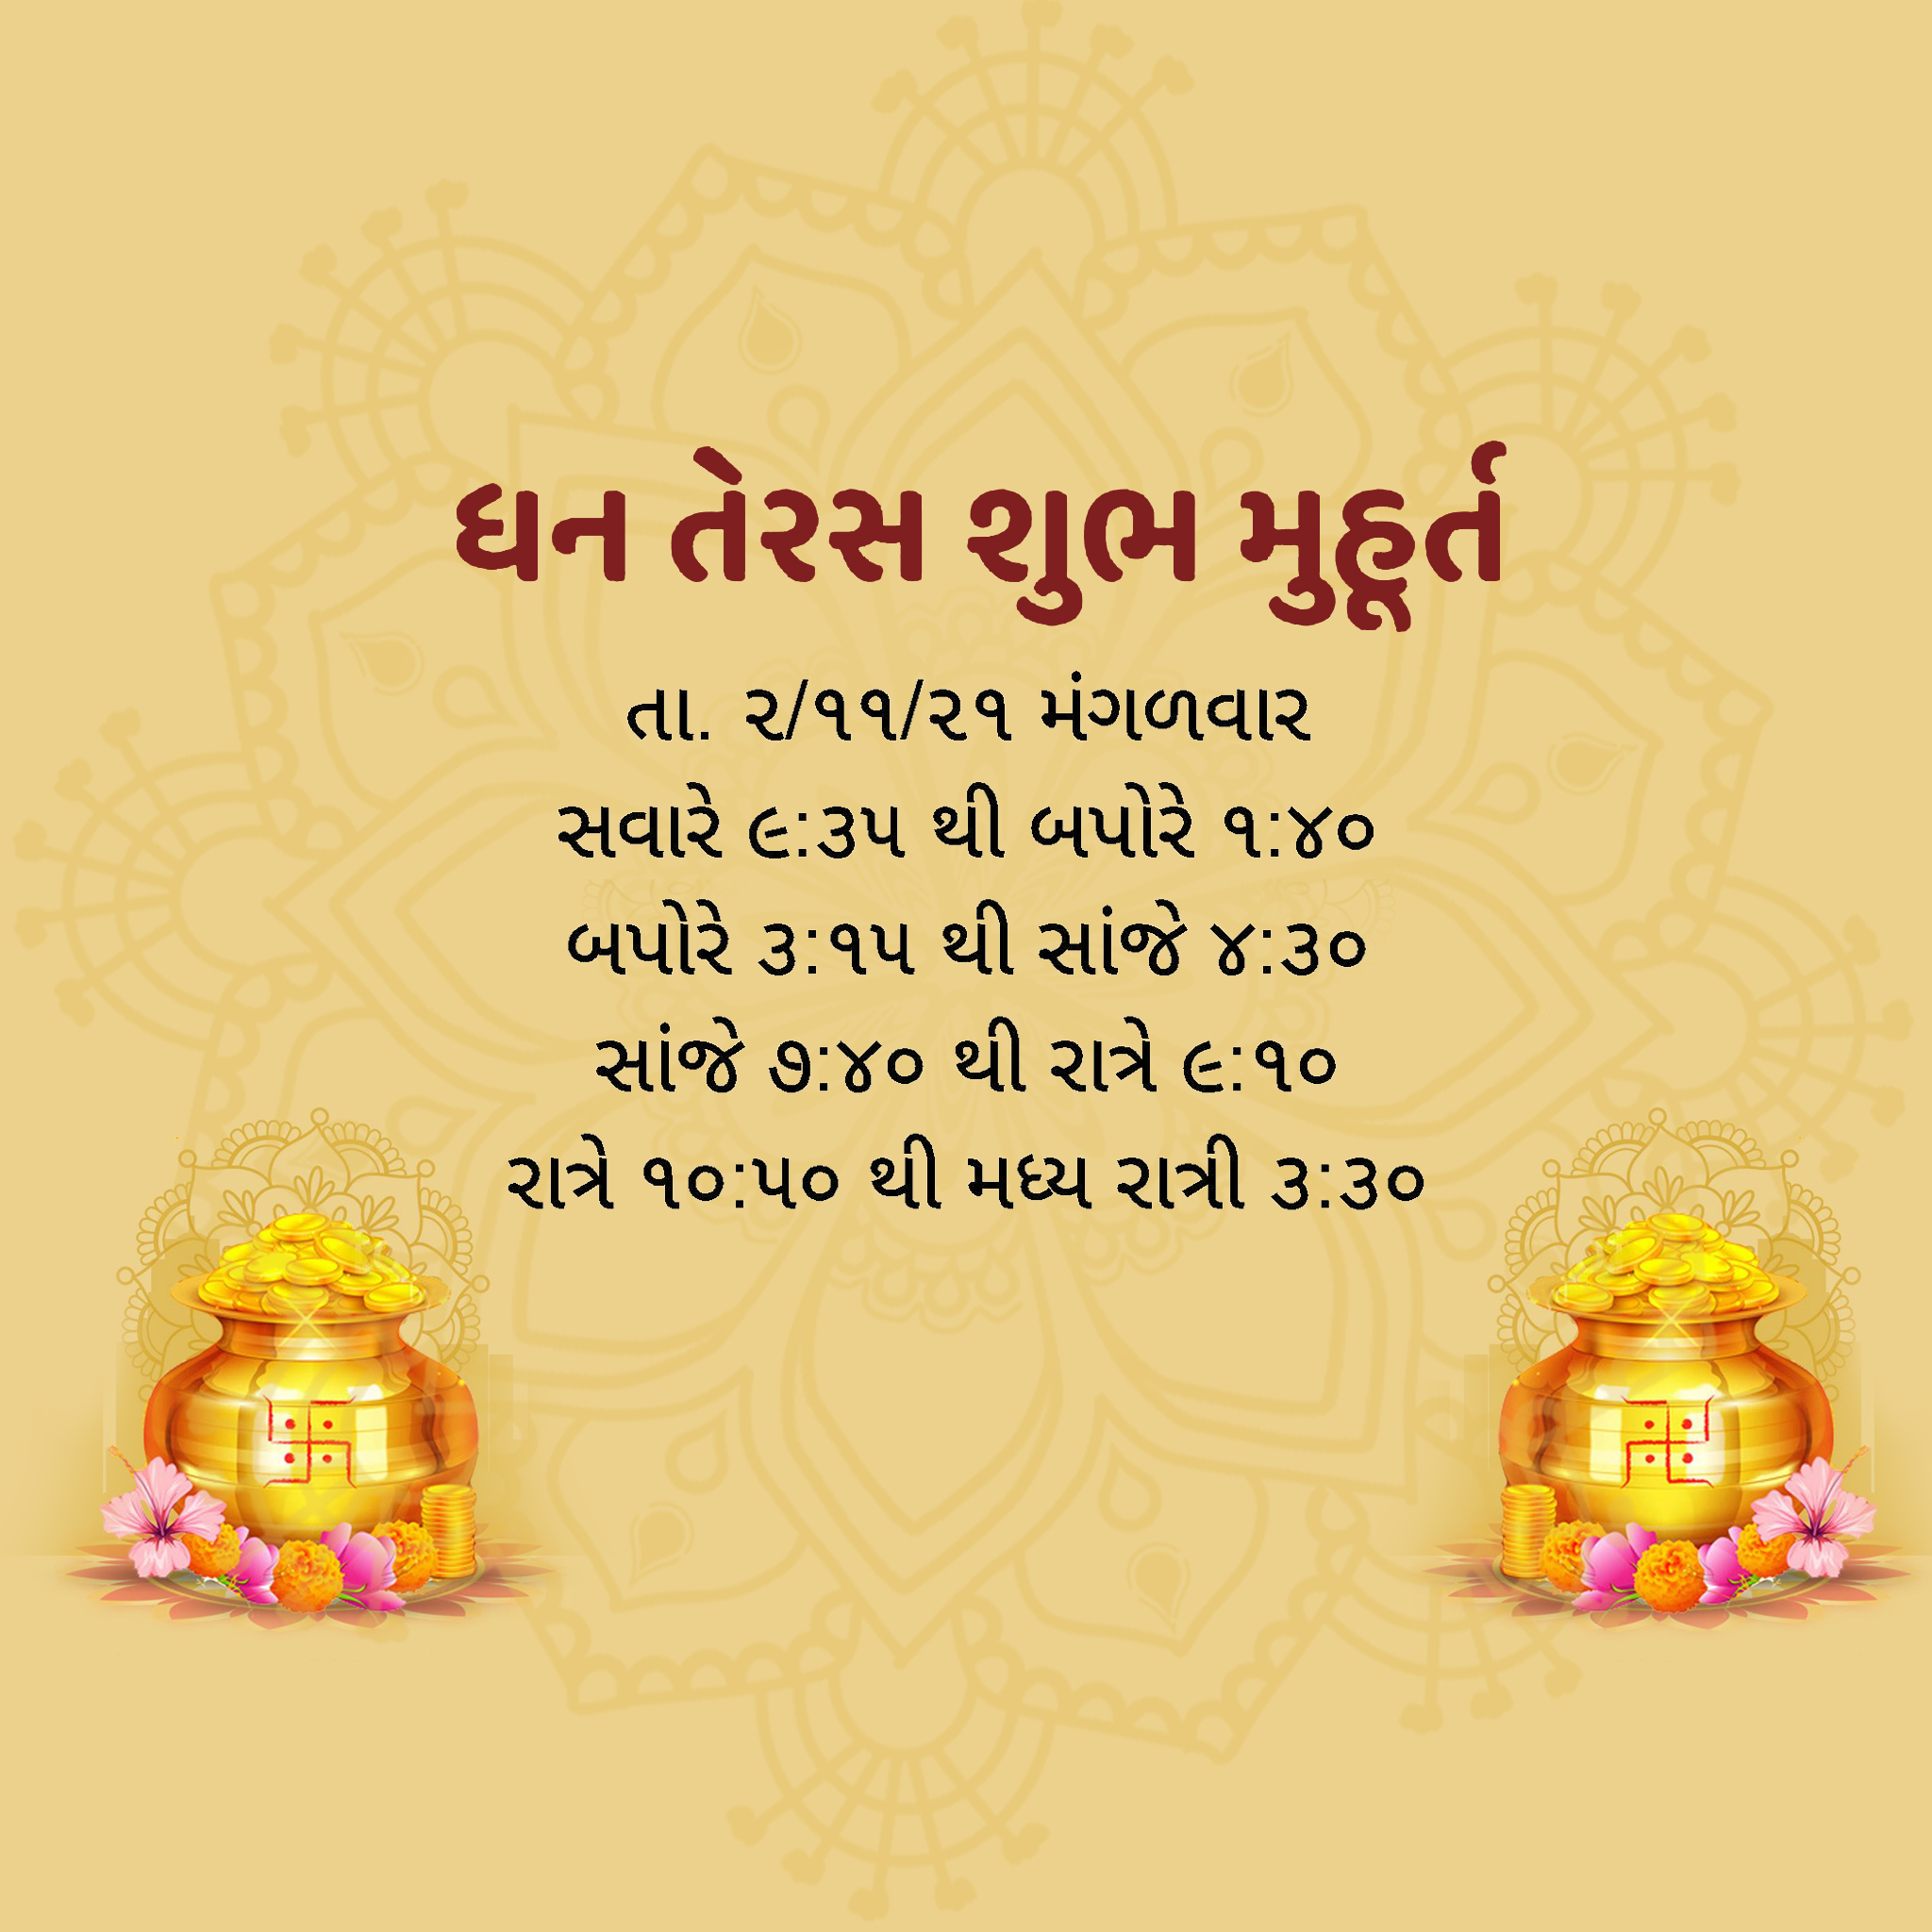 ધન તેરસ શુભ મુહૂર્ત
તા. ૨/૧૧/૨૧ મંગળવાર
સવારે ૯:૩૫ થી બપોરે ૧:૪૦
બપોરે ૩:૧૫ થી સાંજે ૪:૩૦
સાંજે ૭:૪૦ થી રાત્રે ૯:૧૦
રાત્રે ૧૦:૫૦ થી મધ્ય રાત્રી ૩:૩૦